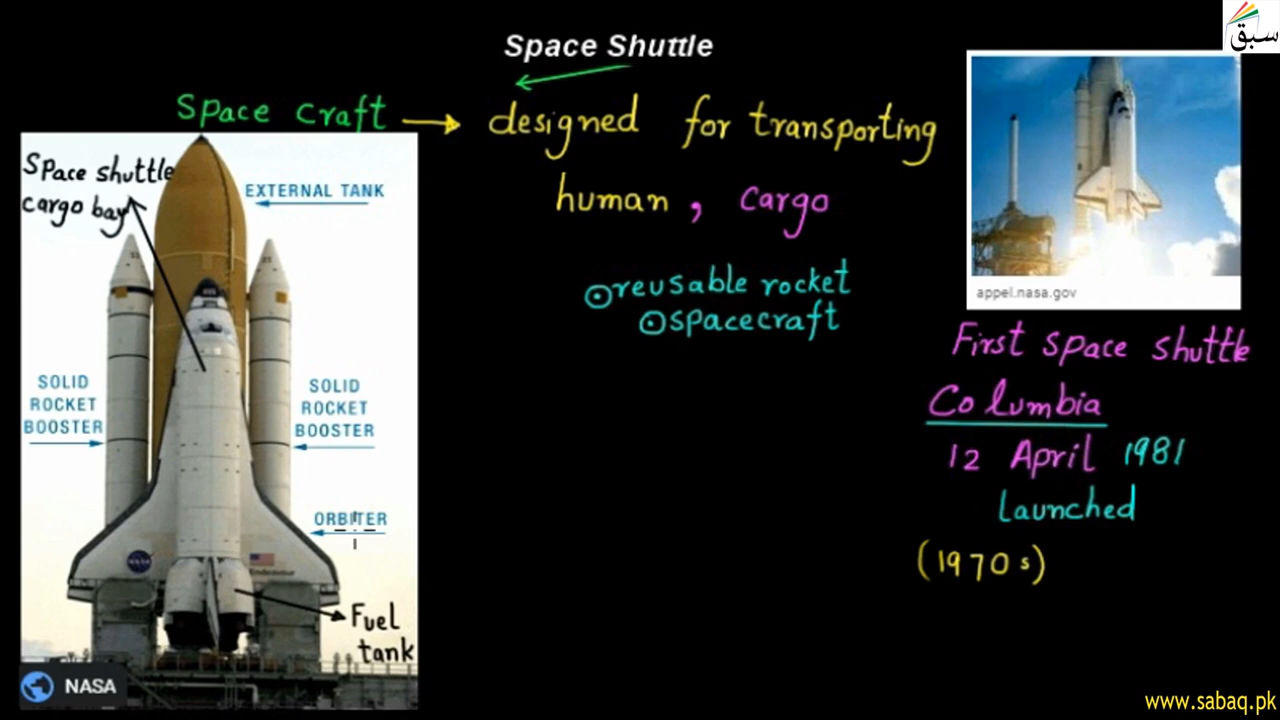 Space Shuttle
Space craft → designed for transporting
human, cargo
reusable rocket
spacecraft
Space shuttle
cargo bay
EXTERNAL TANK
SOLID
ROCKET
BOOSTER
SOLID
ROCKET
BOOSTER
ORBITER
Fuel
tank
NASA
سبق
appel.nasa.gov
First space shuttle
Columbia
12 April 1981
Launched
(1970s)
www.sabaq.pk